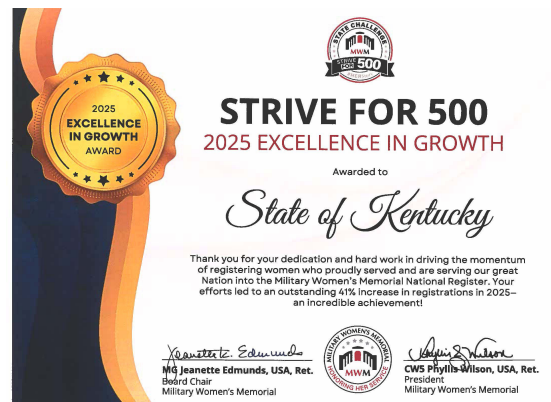 STATE CHALLENGE
MWM
STRIVE
FOR 500
2025
EXCELLENCE
IN GROWTH
AWARD
STRIVE FOR 500
2025 EXCELLENCE IN GROWTH
Awarded to
State of Kentucky
Thank you for your dedication and hard work in driving the momentum
of registering women who proudly served and are serving our great
Nation into the Military Women's Memorial National Register. Your
efforts led to an outstanding 41% increase in registrations in 2025–
an incredible achievement!
Jeanette K. Edmunds
MG Jeanette Edmunds, USA, Ret.
Board Chair
Military Women's Memorial
MILITARY WOMEN'S MEMORIAL
MWM
HONORING HER SERVICE
Phyllis J. Wilson
CW5 Phyllis Wilson, USA, Ret.
President
Military Women's Memorial